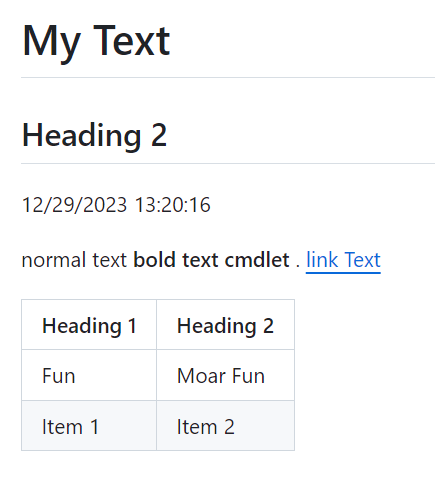 My Text
Heading 2
12/29/2023 13:20:16
normal text bold text cmdlet . link Text
Heading 1 Heading 2
Fun Moar Fun
Item 1 Item 2